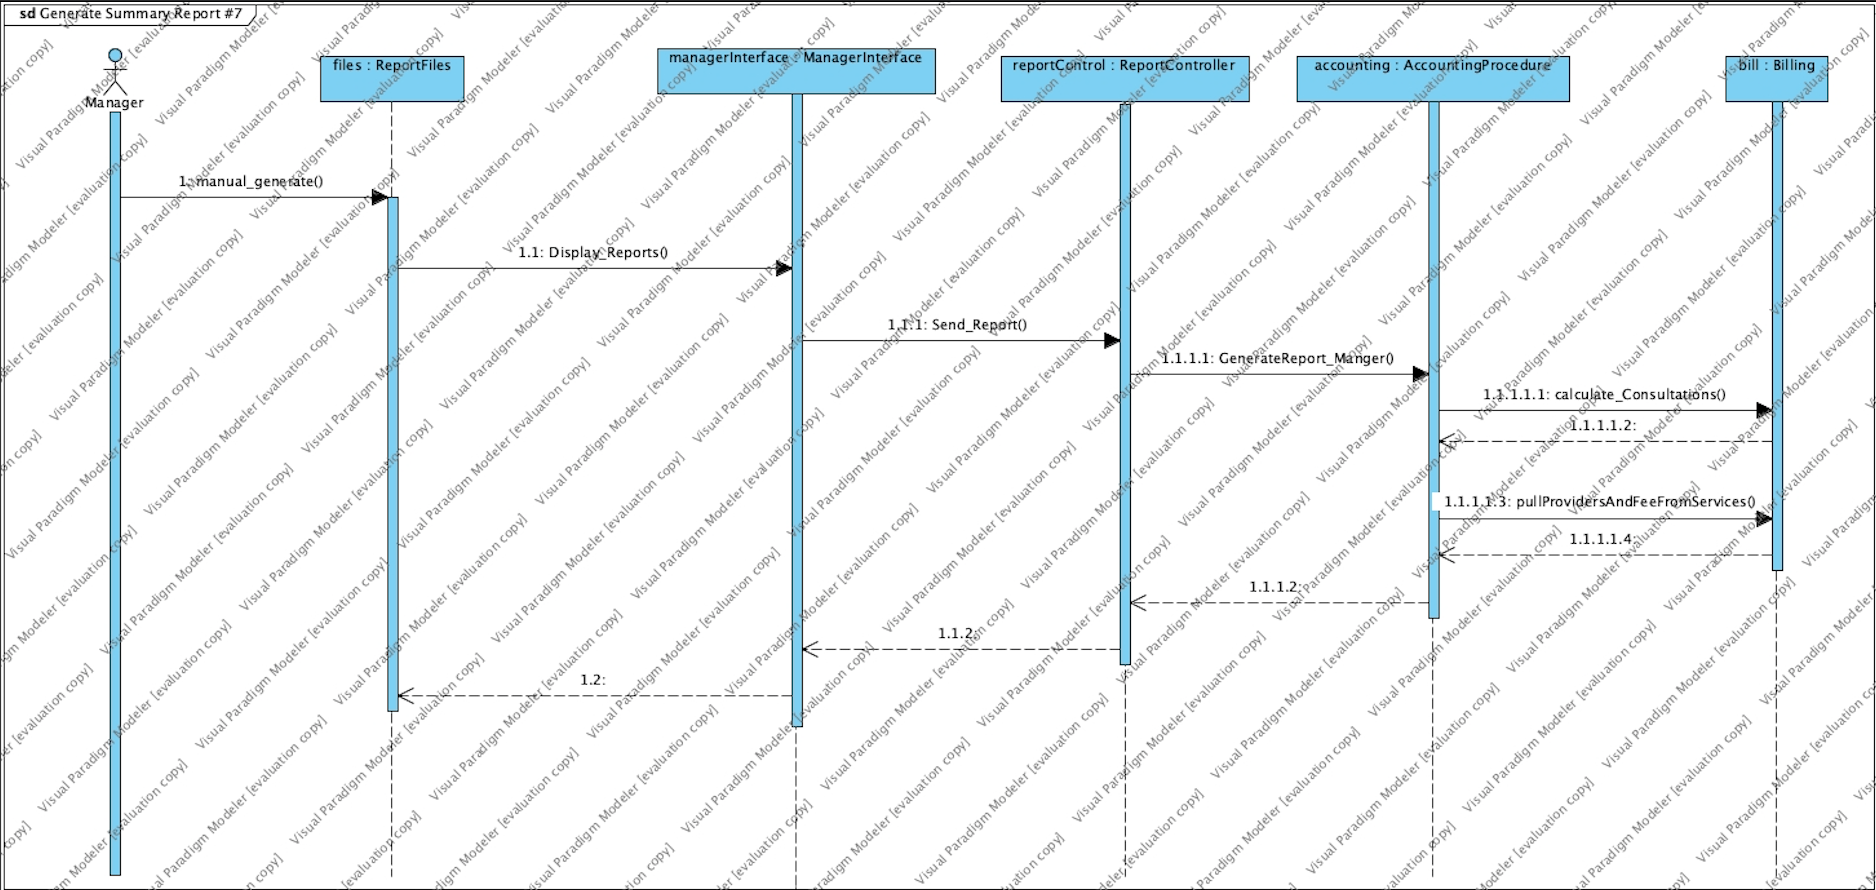 sd Generate Summary Report #7
Manager
files : ReportFiles
managerInterface : ManagerInterface
reportControl : ReportController
accounting : AccountingProcedure
bill : Billing
1: manual_generate()
1.1: Display_Reports()
1.1.1: Send_Report()
1.1.1.1: GenerateReport_Manger()
1.1.1.1.1: calculate_Consultations()
1.1.1.1.2:
1.1.1.1.3: pullProvidersAndFeeFromServices()
1.1.1.1.4:
1.1.1.2:
1.1.2:
1.2:
Visual Paradigm Modeler [evaluation copy]